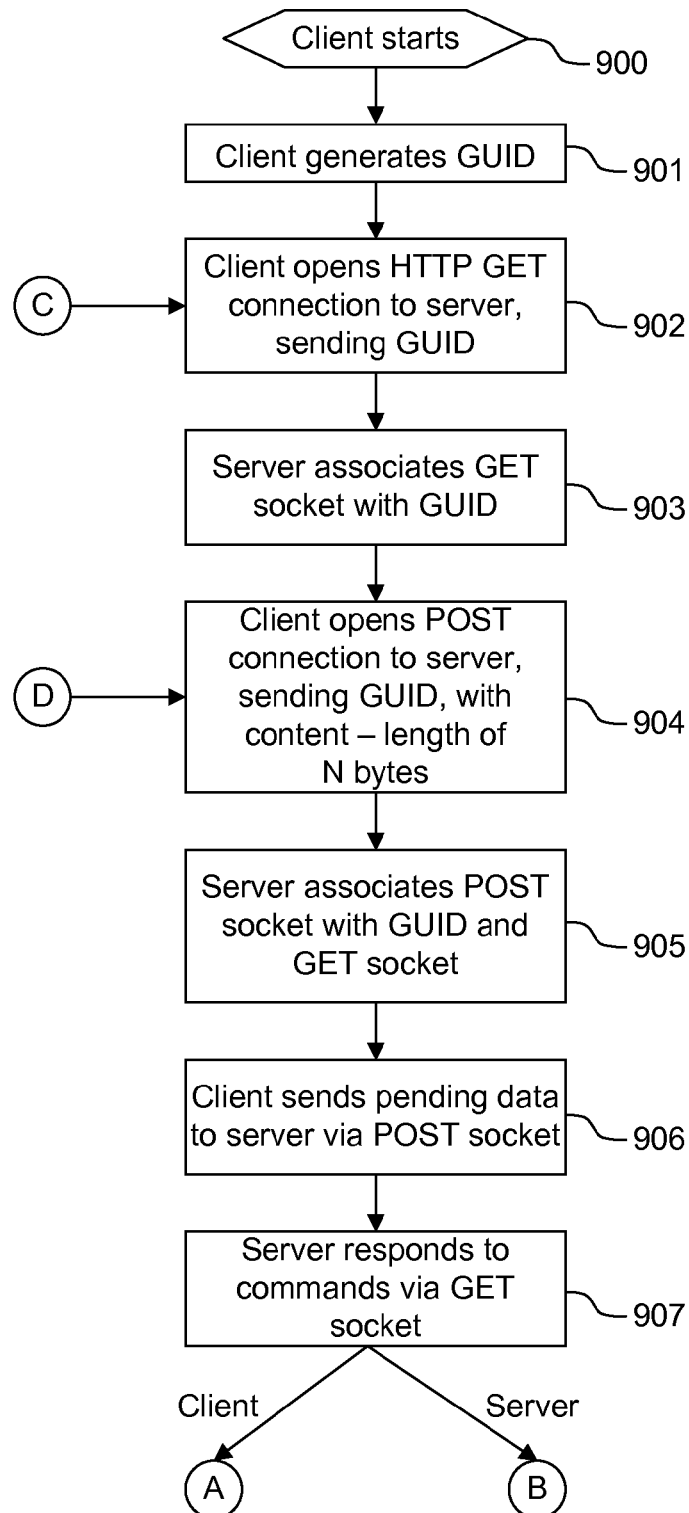 Client starts
900
Client generates GUID
901
C
Client opens HTTP GET
connection to server,
sending GUID
902
Server associates GET
socket with GUID
903
D
Client opens POST
connection to server,
sending GUID, with
content – length of
N bytes
904
Server associates POST
socket with GUID and
GET socket
905
Client sends pending data
to server via POST socket
906
Server responds to
commands via GET
socket
907
Client
Server
A
B